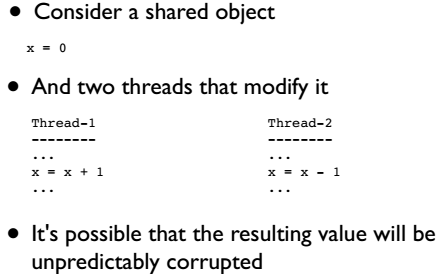 • Consider a shared object
x = 0
• And two threads that modify it
Thread-1 Thread-2
-------- --------
... ...
x = x + 1 x = x - 1
... ...
• It's possible that the resulting value will be
unpredictably corrupted